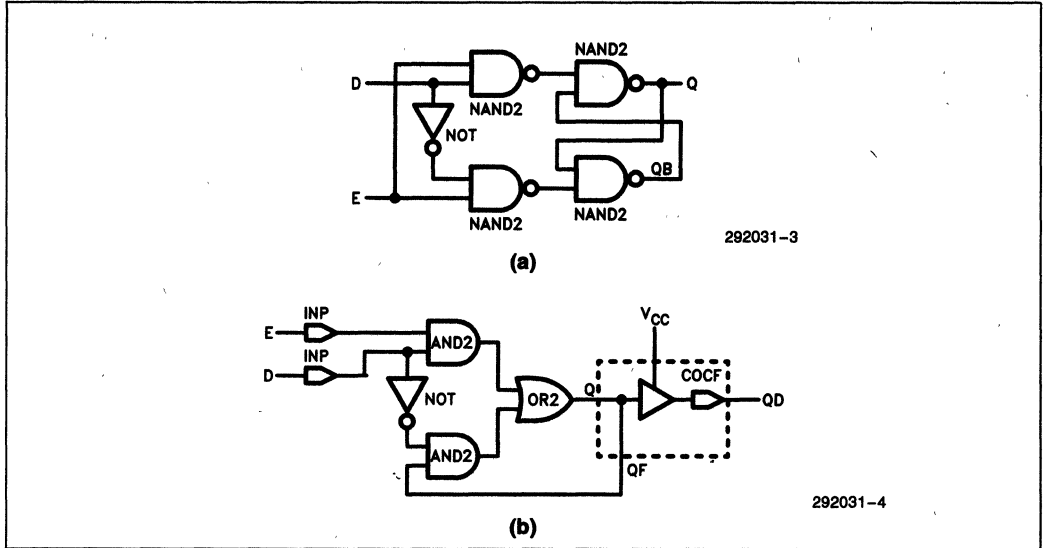 NAND2
D
NAND2
Q
NOT
QB
E
NAND2
NAND2
292031-3
(a)
INP
VCC
E
AND2
INP
COCF
D
NOT
OR2
Q
QD
AND2
QF
292031-4
(b)